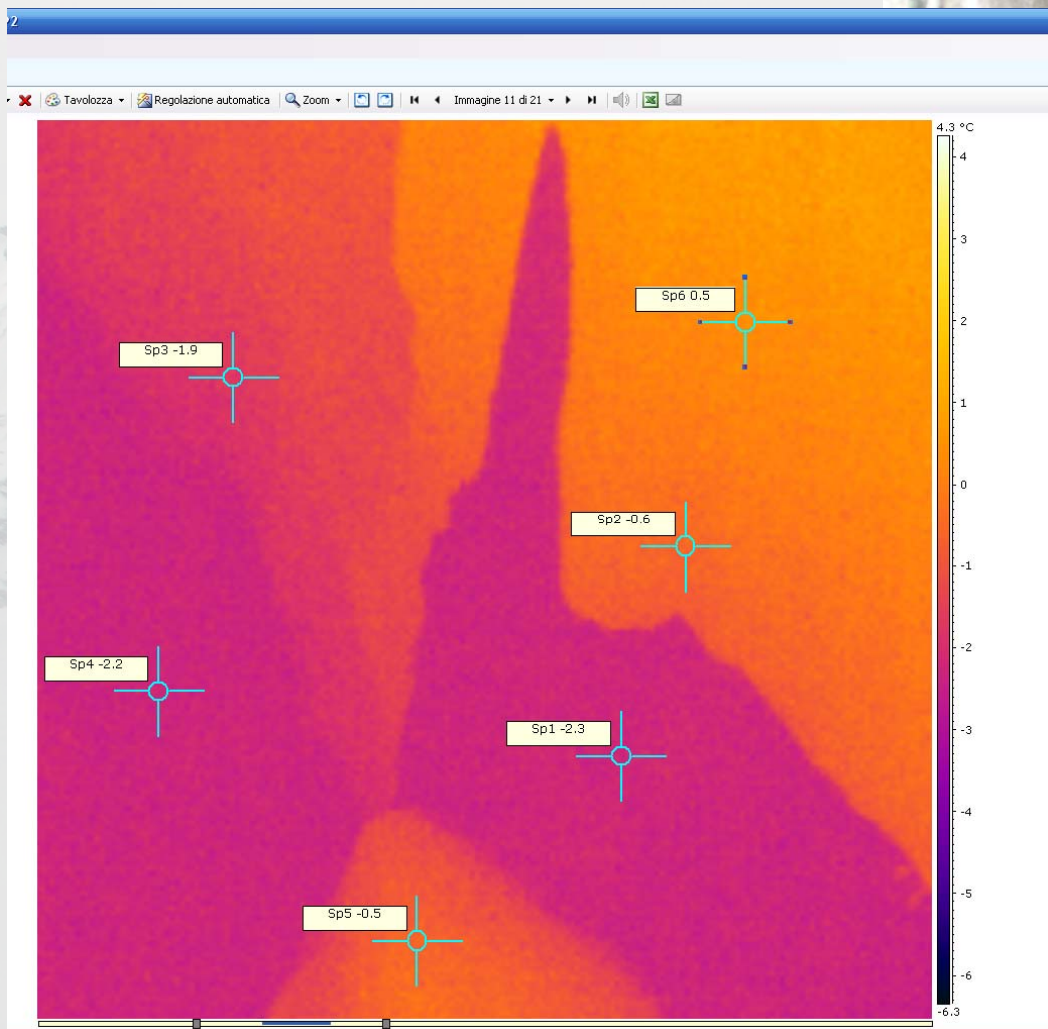 22
Tavolozza Regolazione automatica Zoom Immagine 11 di 21
4.3 °C
4
3
Sp6 0.5
2
Sp3 -1.9
1
0
Sp2 -0.6
-1
-2
Sp4 -2.2
Sp1 -2.3
-3
-4
Sp5 -0.5
-5
-6
-6.3